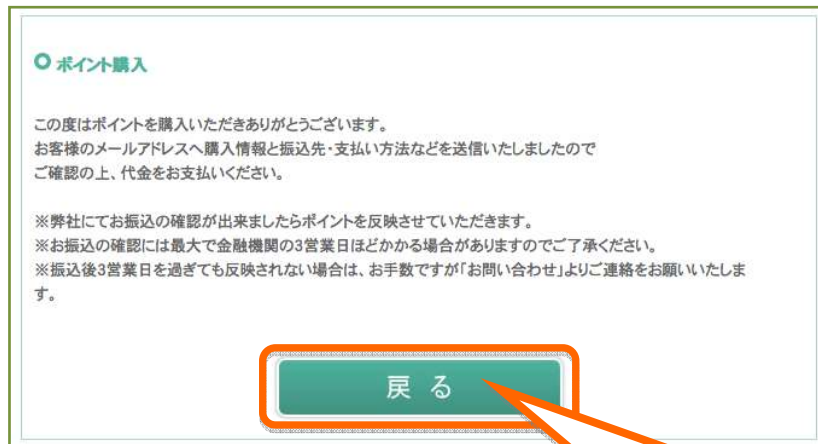 ポイント購入
この度はポイントを購入いただきありがとうございます。
お客様のメールアドレスへ購入情報と振込先・支払い方法などを送信いたしましたので
ご確認の上、代金をお支払いください。
※弊社にてお振込の確認が出来ましたらポイントを反映させていただきます。
※お振込の確認には最大で金融機関の3営業日ほどかかる場合がありますのでご了承ください。
※振込後3営業日を過ぎても反映されない場合は、お手数ですが「お問い合わせ」よりご連絡をお願いいたしま
す。
戻る